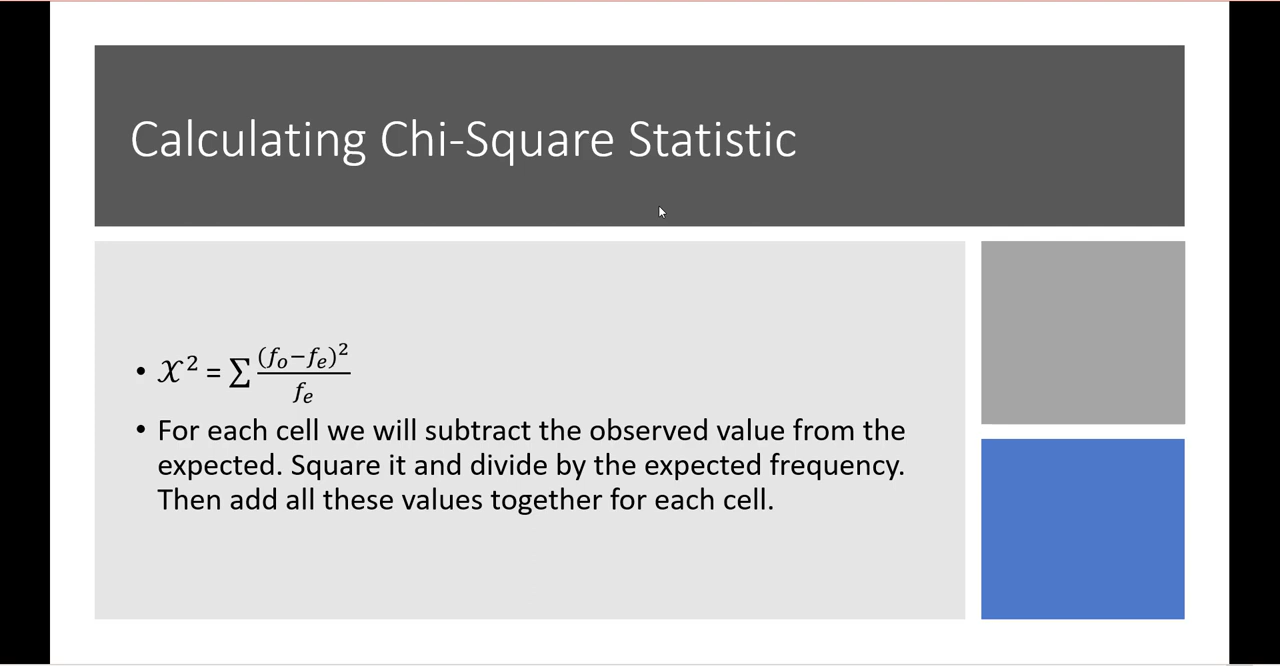 Calculating Chi-Square Statistic
• 𝒳² = ∑ (fₒ−fₑ)² / fₑ
• For each cell we will subtract the observed value from the
expected. Square it and divide by the expected frequency.
Then add all these values together for each cell.